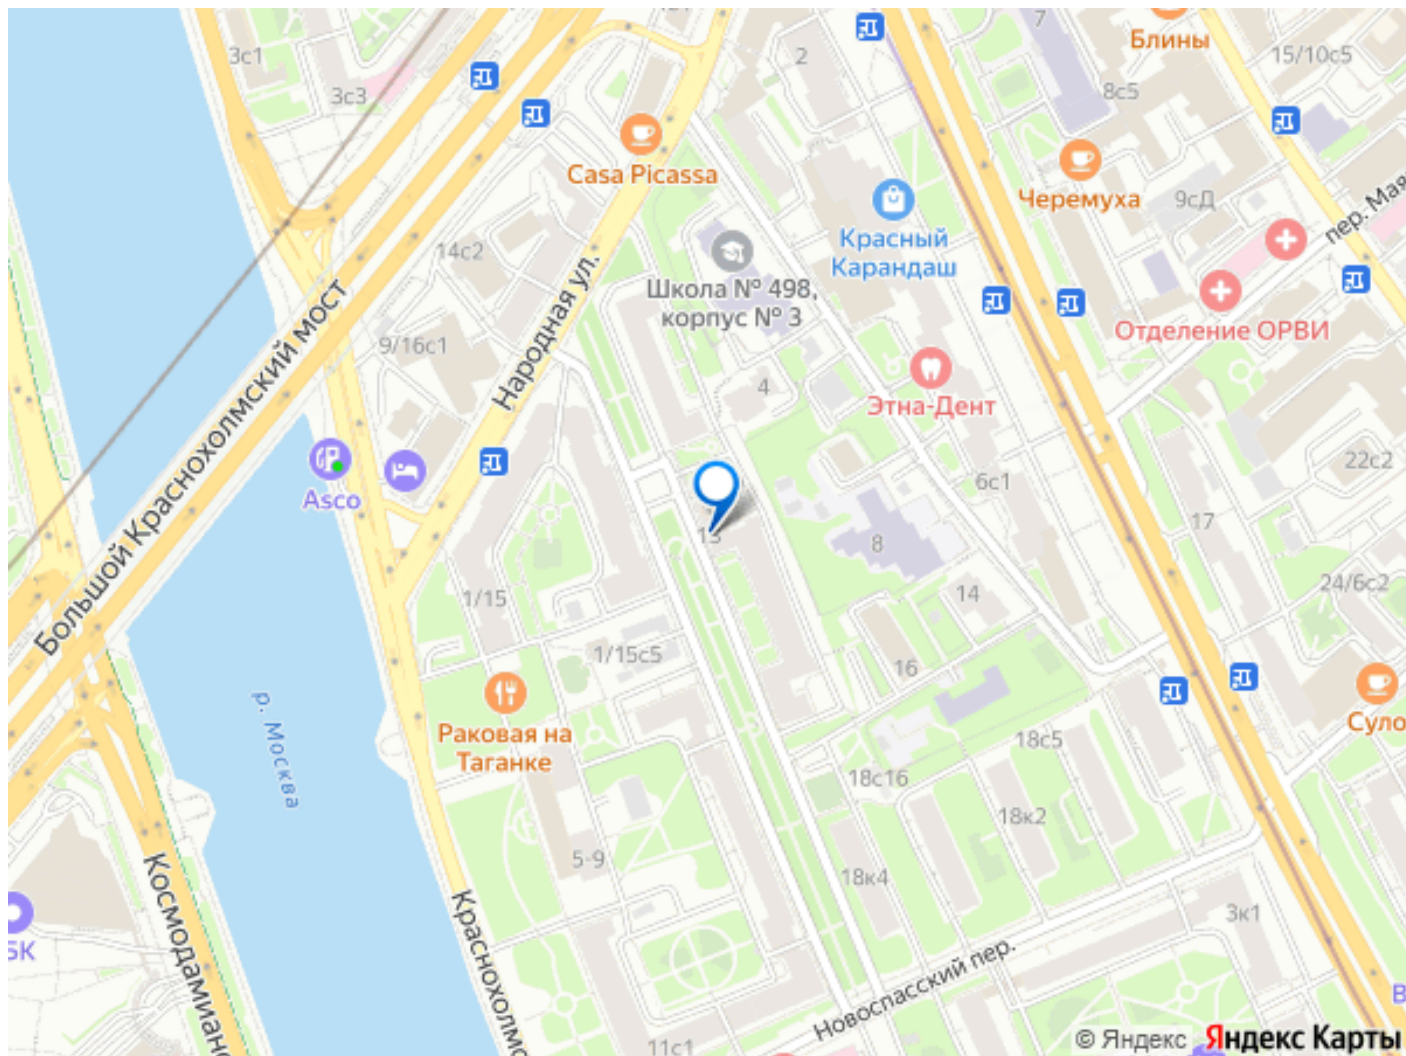 3с1
3с3
2
7
Блины
15/10с5
8с5
Casa Picassa
Черемуха
9сД
пер. Мая
14с2
Красный
Карандаш
Школа № 498,
корпус № 3
Отделение ОРВИ
Народная ул.
Большой Краснохолмский мост
9/16с1
4
Этна-Дент
22с2
6с1
Asco
17
13
8
1/15
14
24/6с2
1/15с5
16
р. Москва
Раковая на
Таганке
18с5
Суло
18с16
18к2
5-9
18к4
Космодамианс
Краснохолмс
3к1
БК
Новоспасский пер.
В
11с1
© Яндекс Яндекс Карты